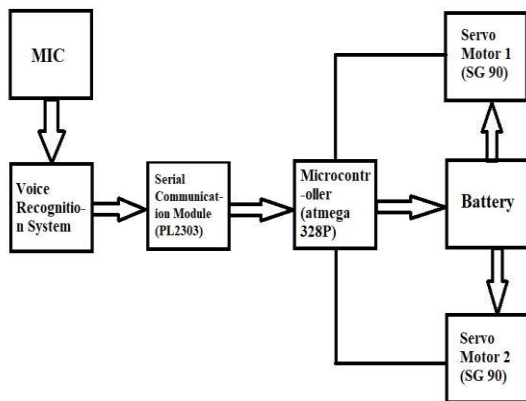 MIC
Voice
Recognitio-
n System
Serial
Communicat-
ion Module
(PL2303)
Microcontr
-oller
(atmega
328P)
Servo
Motor 1
(SG 90)
Battery
Servo
Motor 2
(SG 90)